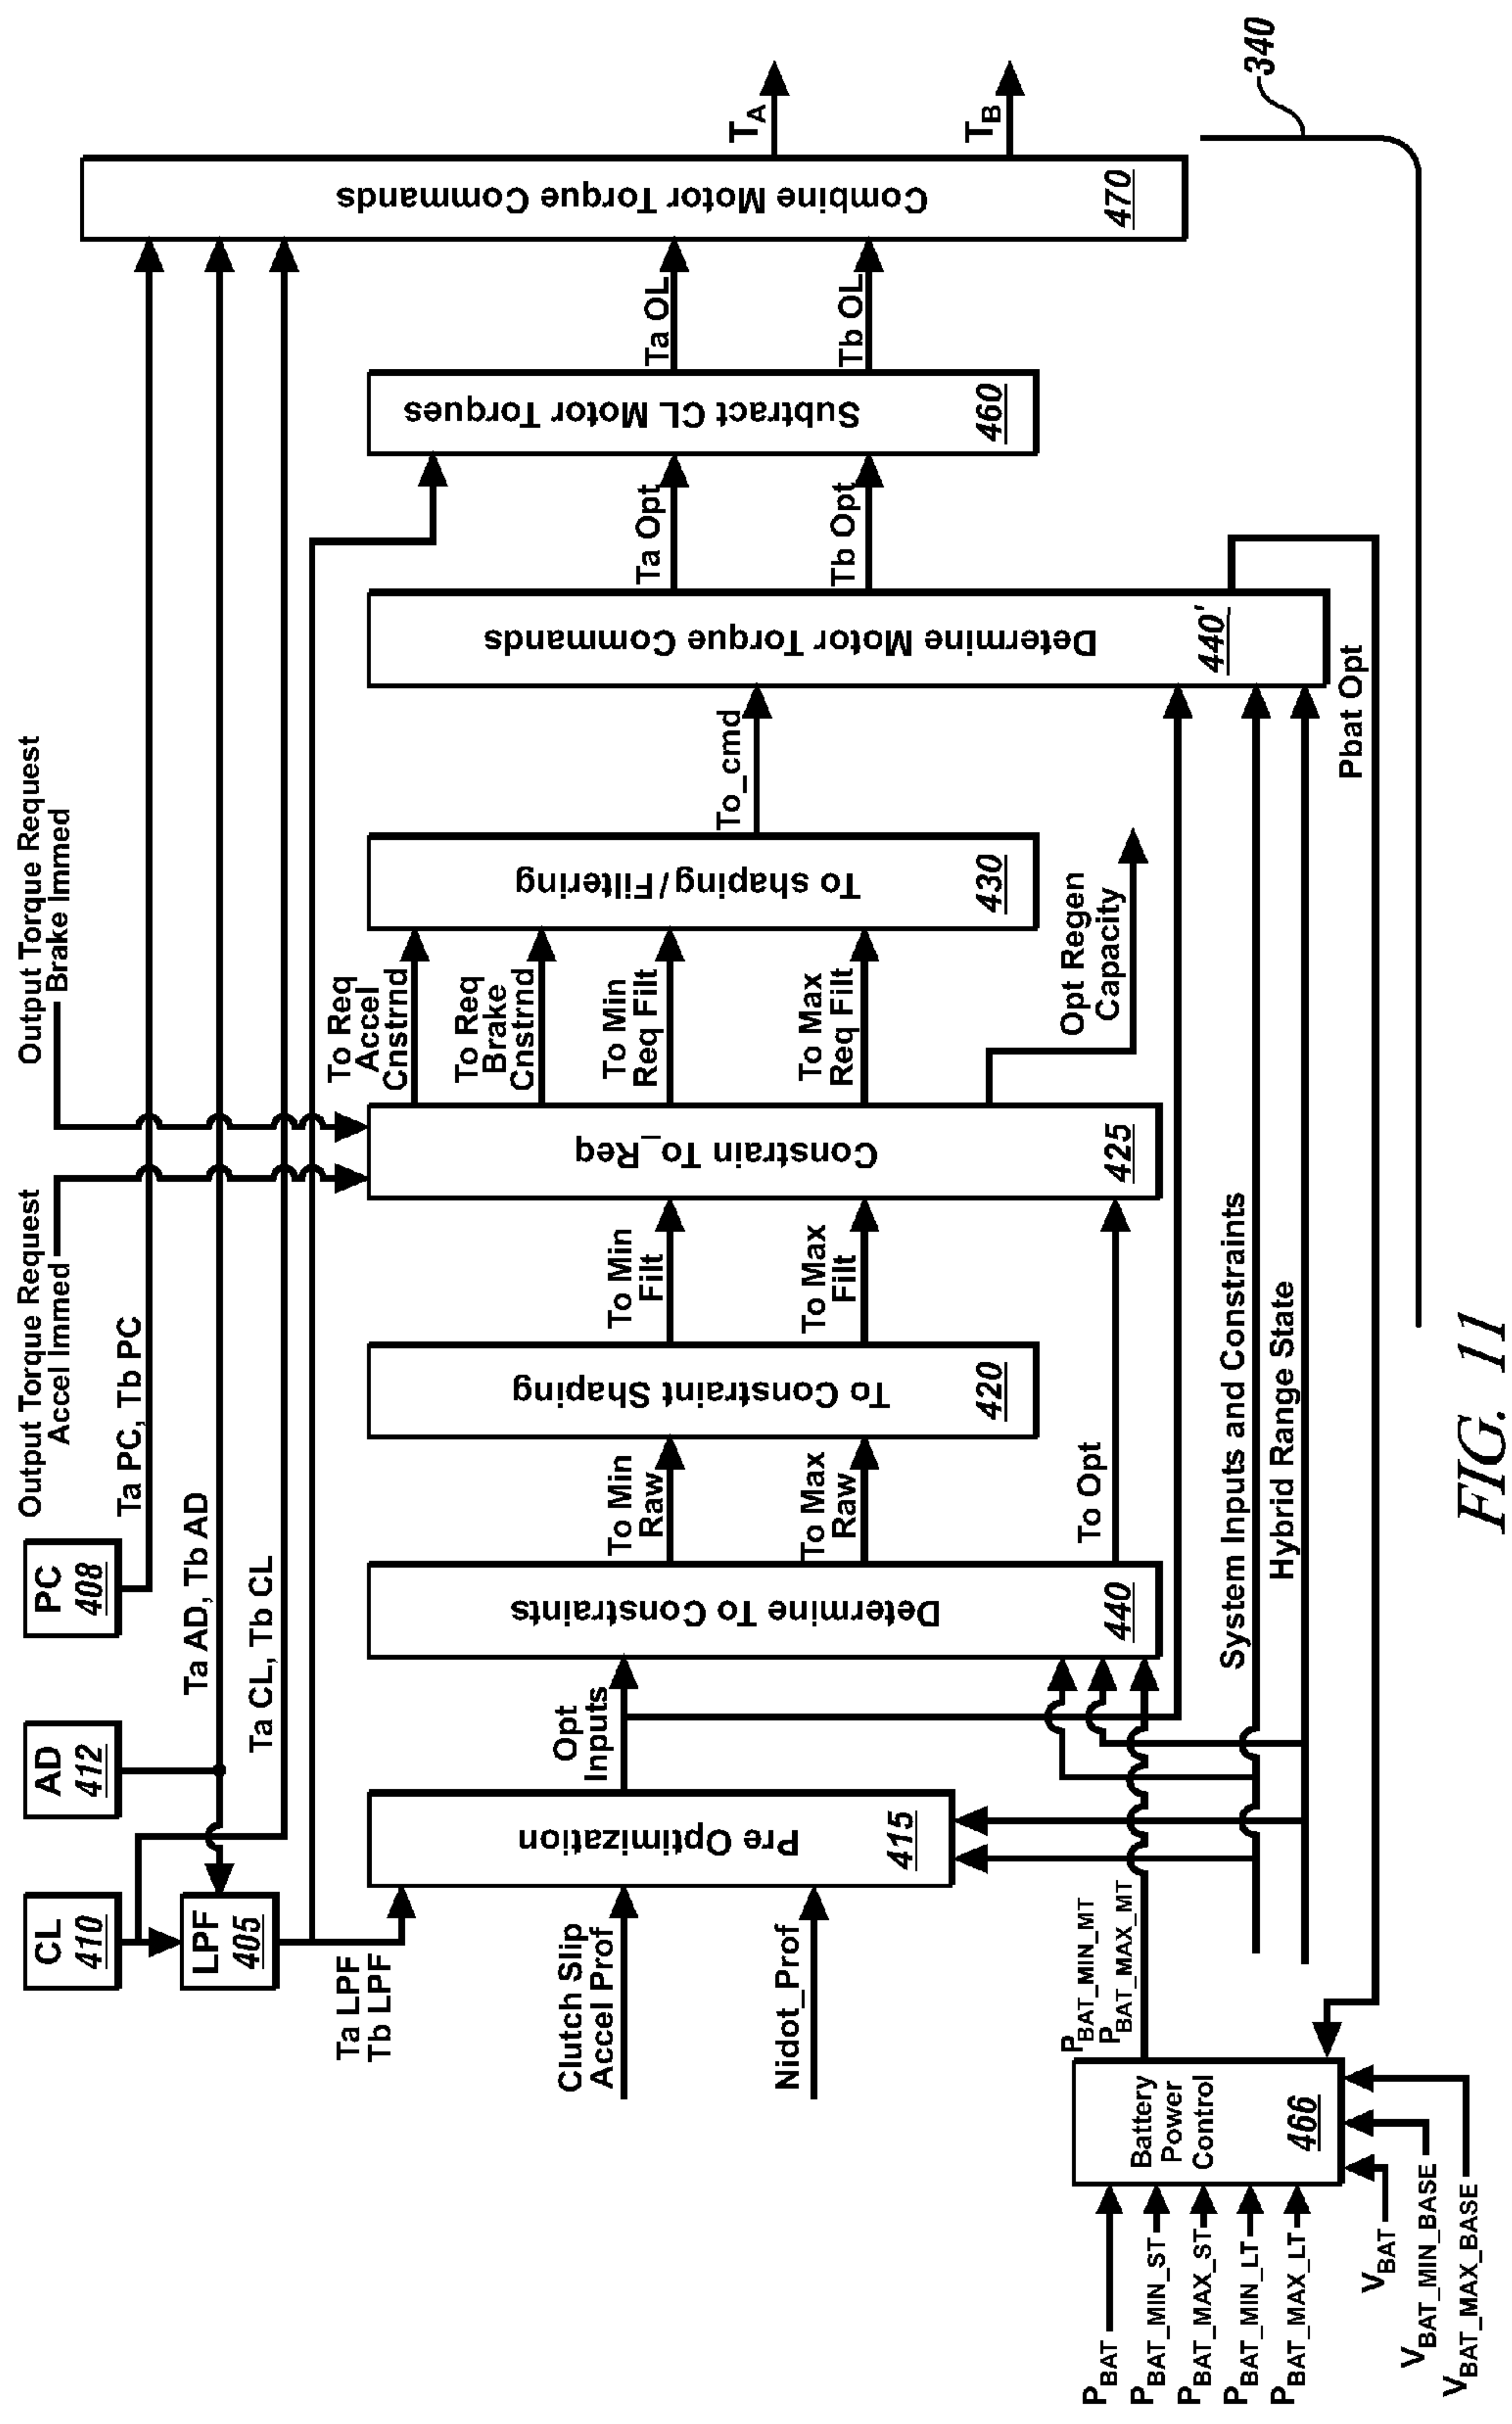 Output Torque Request
Accel Immed
Output Torque Request
Brake Immed
CL
410
AD
412
PC
408
Ta PC, Tb PC
Ta AD, Tb AD
Ta CL, Tb CL
LPF
405
Ta LPF
Tb LPF
Clutch Slip
Accel Prof
Nidot_Prof
Pre Optimization
415
Opt
Inputs
Determine To Constraints
440
To Min
Raw
To Max
Raw
To Opt
To Constraint Shaping
420
To Min
Filt
To Max
Filt
Constrain To_Req
425
To Req
Accel
Cnstrnd
To Req
Brake
Cnstrnd
To Min
Req Filt
To Max
Req Filt
Opt Regen
Capacity
To shaping/Filtering
430
To_cmd
Determine Motor Torque Commands
440'
Ta Opt
Tb Opt
Pbat Opt
Subtract CL Motor Torques
460
Ta OL
Tb OL
Combine Motor Torque Commands
470
TA
TB
340
PBAT_MIN_MT
PBAT_MAX_MT
System Inputs and Constraints
Hybrid Range State
Battery
Power
Control
466
PBAT
PBAT_MIN_ST
PBAT_MAX_ST
PBAT_MIN_LT
PBAT_MAX_LT
VBAT
VBAT_MIN_BASE
VBAT_MAX_BASE
FIG. 11